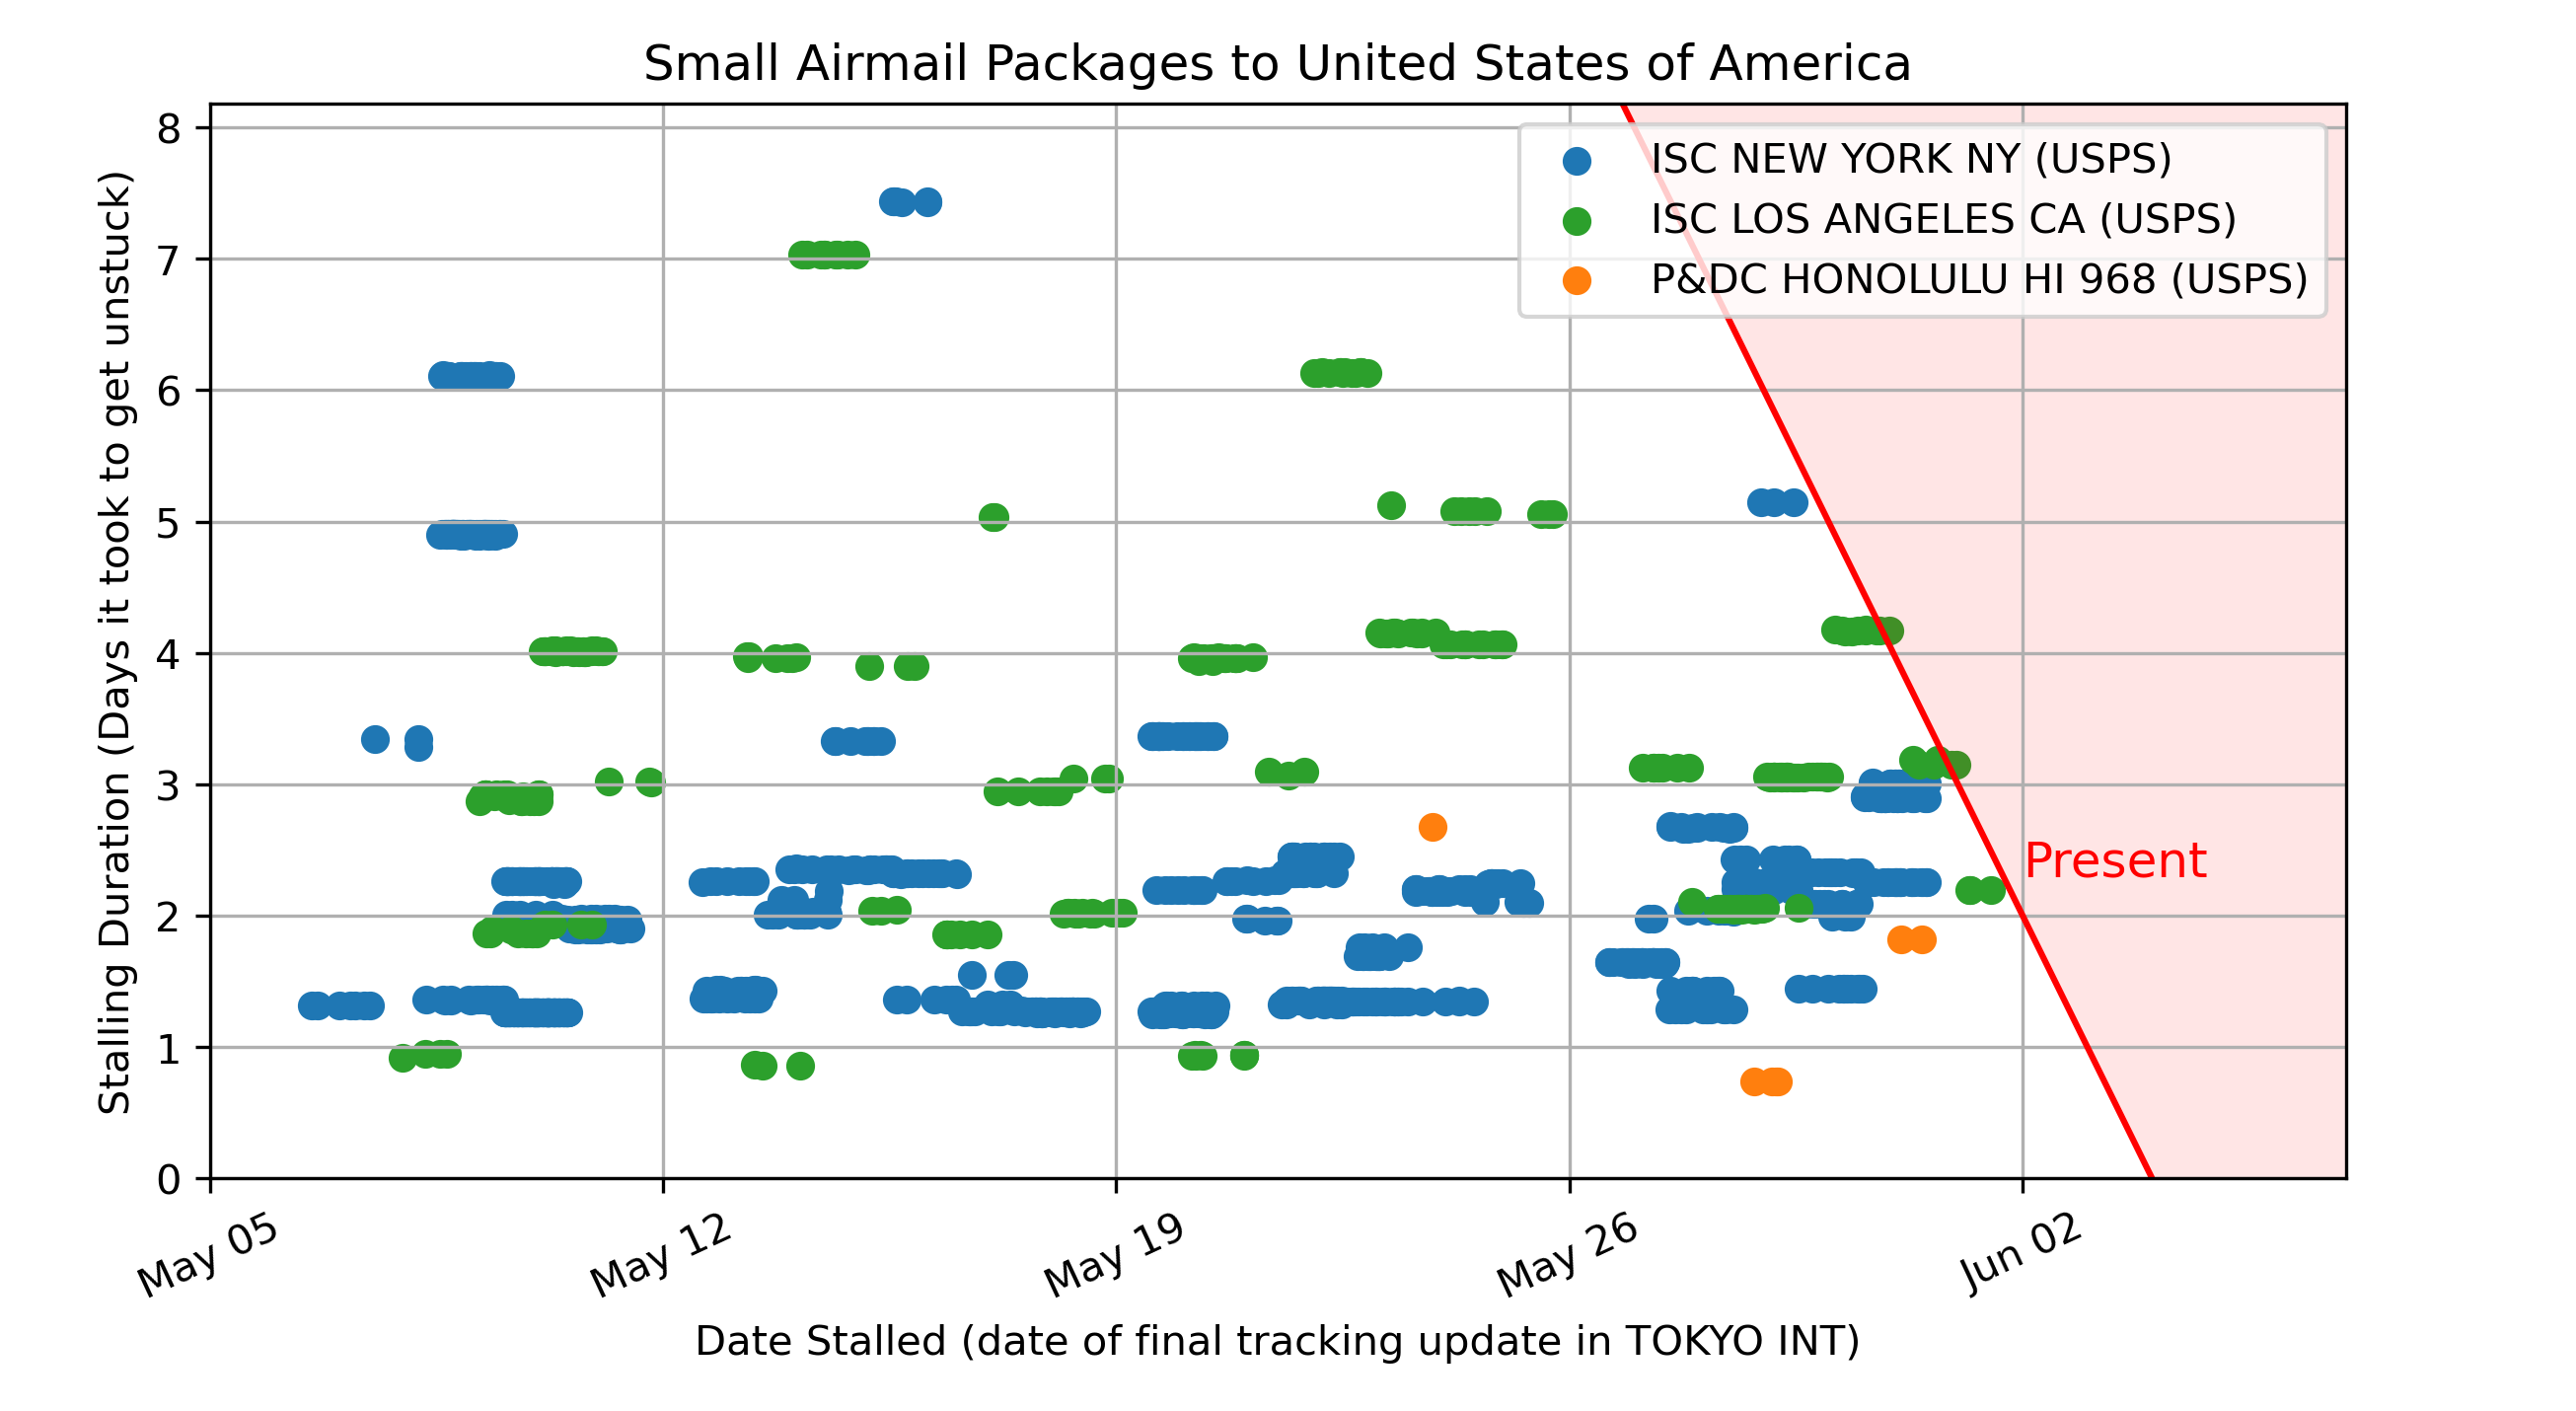 Small Airmail Packages to United States of America
Stalling Duration (Days it took to get unstuck)
8
7
6
5
4
3
2
1
0
ISC NEW YORK NY (USPS)
ISC LOS ANGELES CA (USPS)
P&DC HONOLULU HI 968 (USPS)
Present
May 05
May 12
May 19
May 26
Jun 02
Date Stalled (date of final tracking update in TOKYO INT)